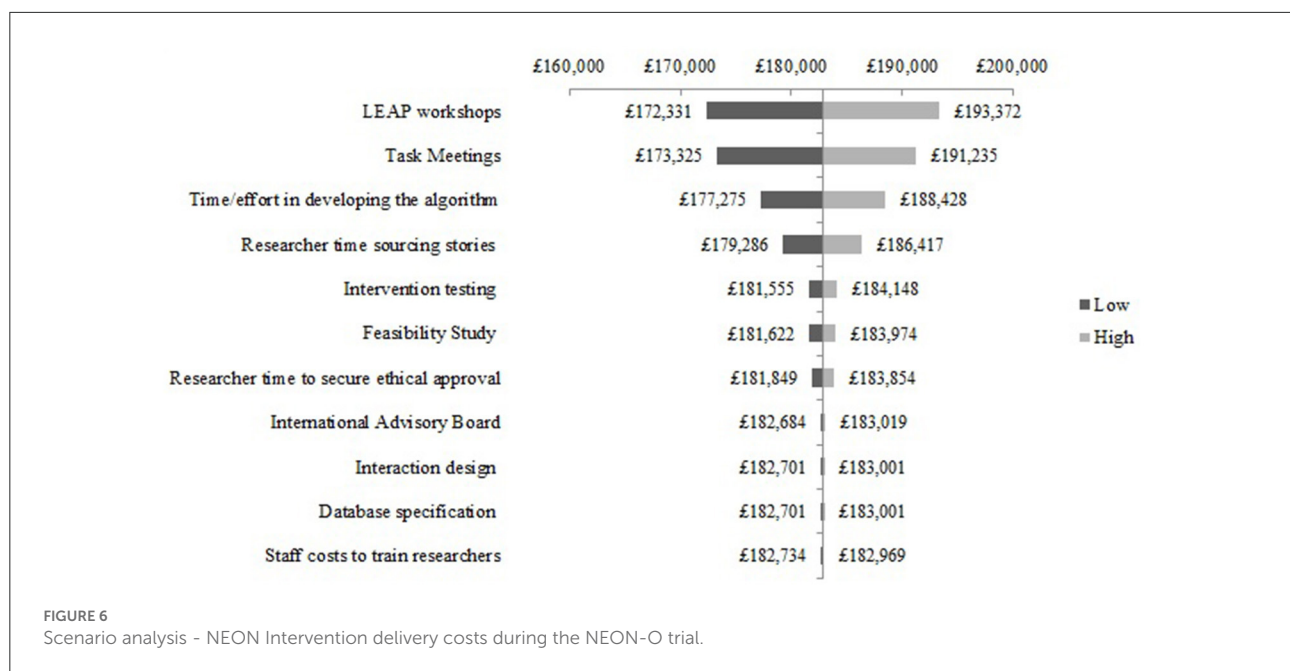 £160,000 £170,000 £180,000 £190,000 £200,000
LEAP workshops £172,331 £193,372
Task Meetings £173,325 £191,235
Time/effort in developing the algorithm £177,275 £188,428
Researcher time sourcing stories £179,286 £186,417
Intervention testing £181,555 £184,148
Low
Feasibility Study £181,622 £183,974
High
Researcher time to secure ethical approval £181,849 £183,854
International Advisory Board £182,684 £183,019
Interaction design £182,701 £183,001
Database specification £182,701 £183,001
Staff costs to train researchers £182,734 £182,969
FIGURE 6
Scenario analysis - NEON Intervention delivery costs during the NEON-O trial.